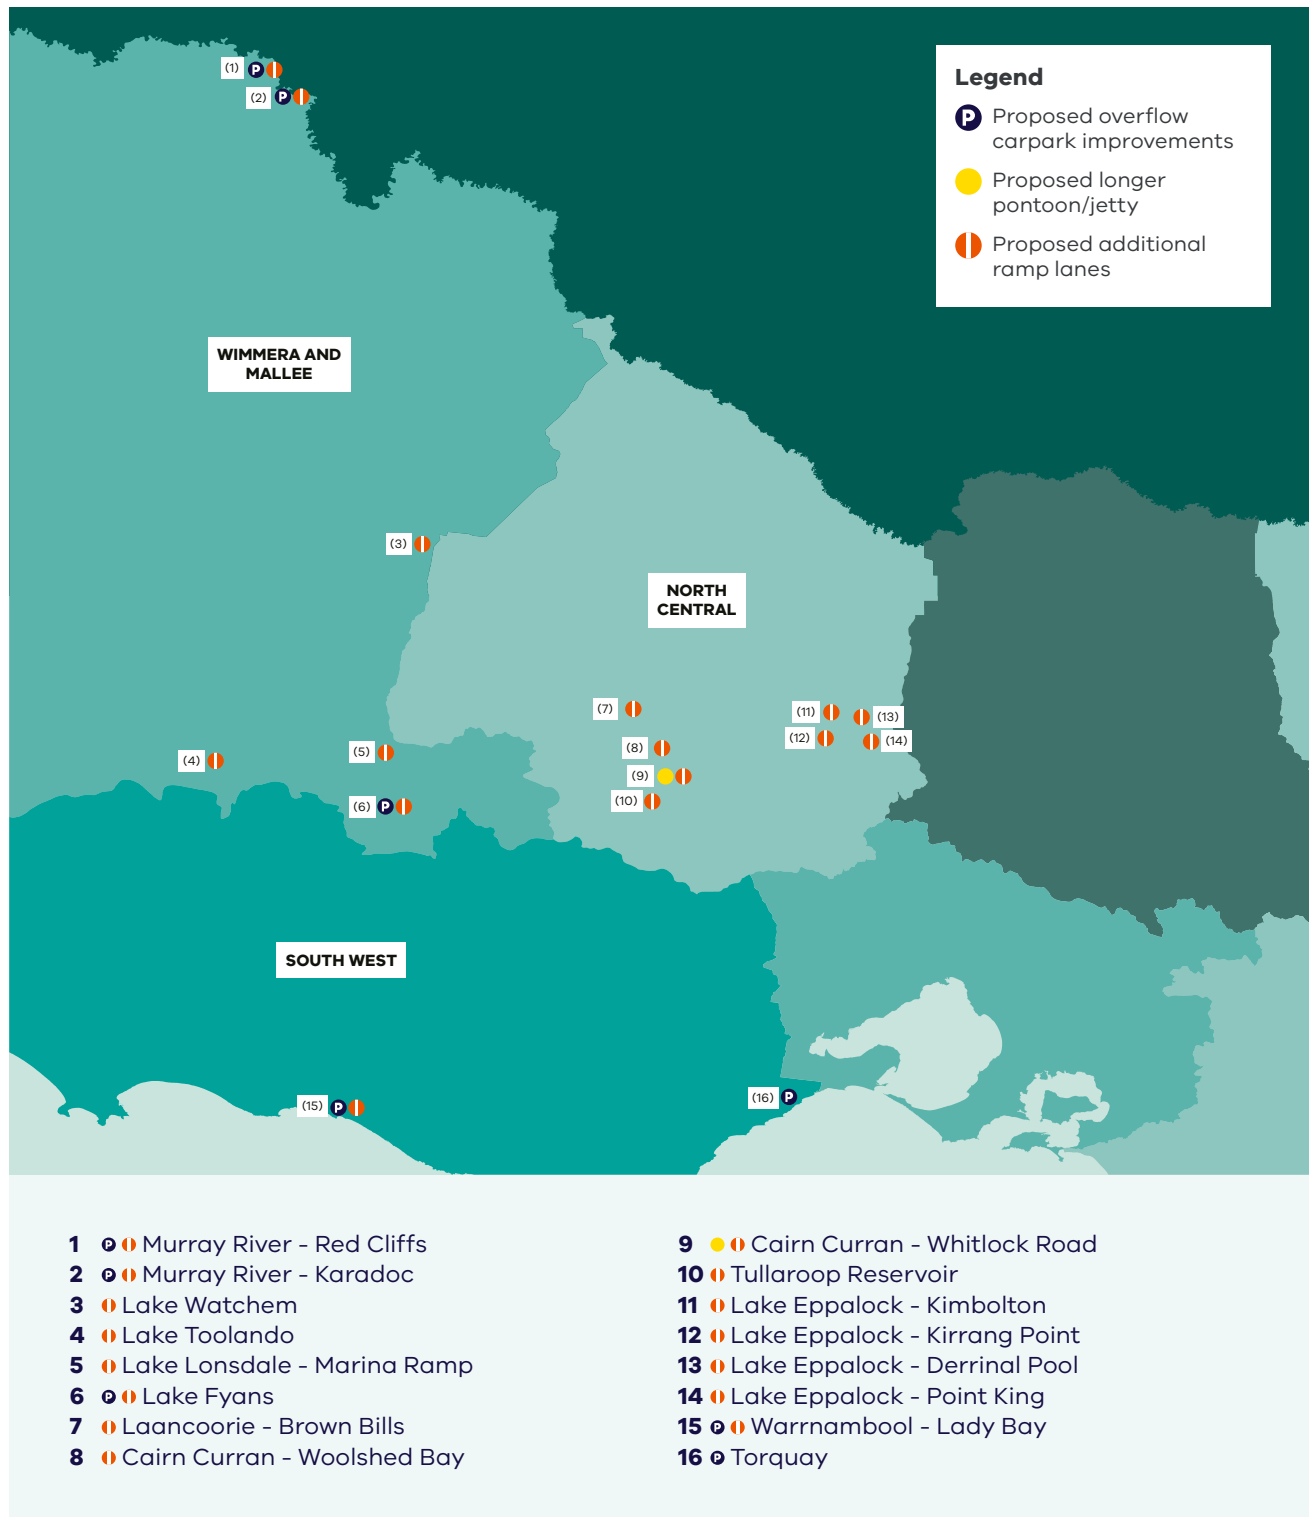 (1) P
(2) P
Legend
P Proposed overflow
carpark improvements
Proposed longer
pontoon/jetty
Proposed additional
ramp lanes
WIMMERA AND
MALLEE
(3)
NORTH
CENTRAL
(7)
(11)
(13)
(12)
(14)
(8)
(5)
(4)
(9)
(10)
(6) P
SOUTH WEST
(15) P
(16) P
1 P Murray River - Red Cliffs
2 P Murray River - Karadoc
3 Lake Watchem
4 Lake Toolando
5 Lake Lonsdale - Marina Ramp
6 P Lake Fyans
7 Laancoorie - Brown Bills
8 Cairn Curran - Woolshed Bay
9 Cairn Curran - Whitlock Road
10 Tullaroop Reservoir
11 Lake Eppalock - Kimbolton
12 Lake Eppalock - Kirrang Point
13 Lake Eppalock - Derrinal Pool
14 Lake Eppalock - Point King
15 P Warrnambool - Lady Bay
16 P Torquay